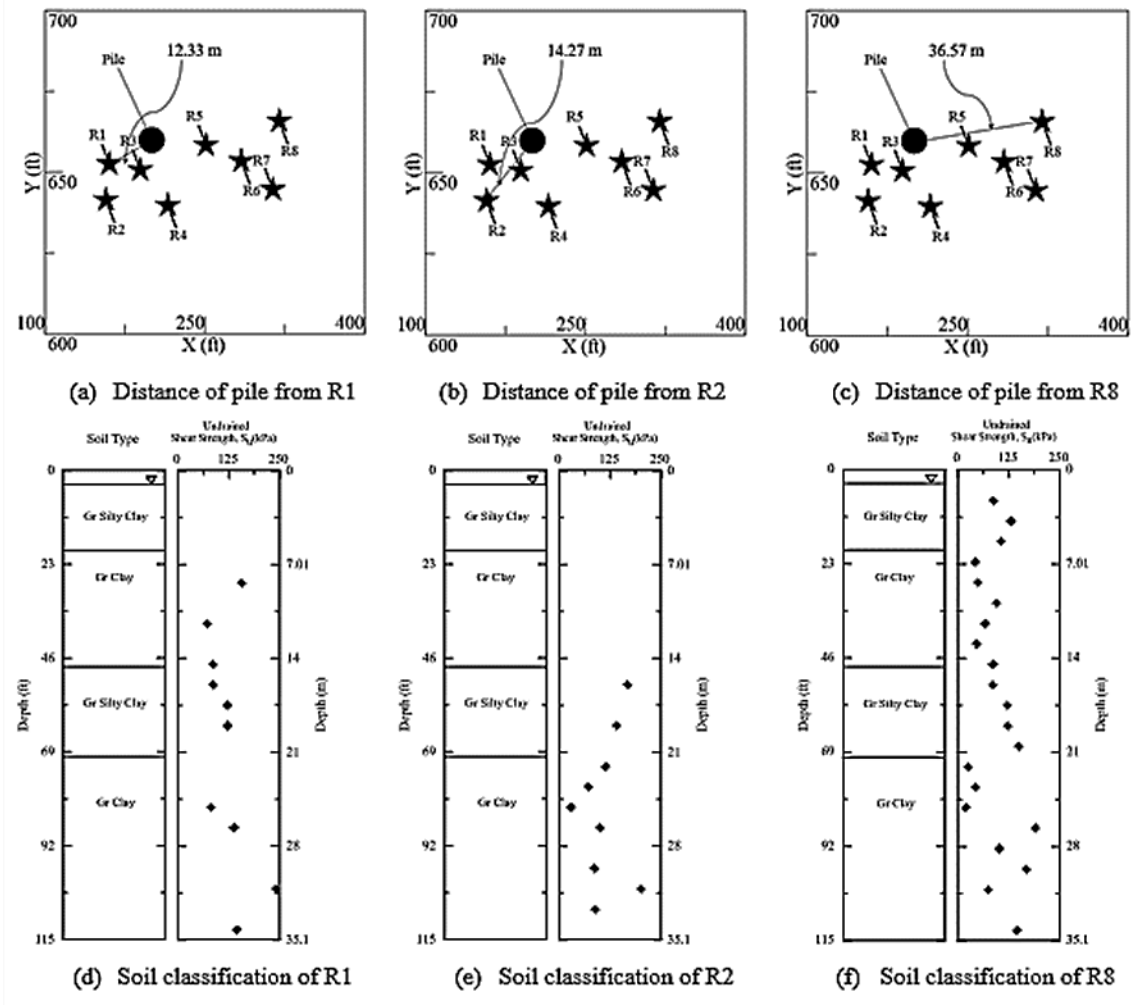 700
12.33 m
Pile
R5
R1
R3
R8
R7
R6
Y (ft)
650
R2
R4
100
250
400
600
X (ft)
(a) Distance of pile from R1
700
14.27 m
Pile
R5
R1
R3
R8
R7
R6
Y (ft)
650
R2
R4
100
250
400
600
X (ft)
(b) Distance of pile from R2
700
36.57 m
Pile
R5
R1
R3
R8
R7
R6
Y (ft)
650
R2
R4
100
250
400
600
X (ft)
(c) Distance of pile from R8
Soil Type
Undrained
Shear Strength, Su(kPa)
0 125 250
0
0
Gr Silty Clay
23
7.01
Gr Clay
46
14
Gr Silty Clay
Depth (ft)
Depth (m)
69
21
Gr Clay
92
28
115
35.1
(d) Soil classification of R1
Soil Type
Undrained
Shear Strength, Su(kPa)
0 125 250
0
0
Gr Silty Clay
23
7.01
Gr Clay
46
14
Gr Silty Clay
Depth (ft)
Depth (m)
69
21
Gr Clay
92
28
115
35.1
(e) Soil classification of R2
Soil Type
Undrained
Shear Strength, Su(kPa)
0 125 250
0
0
Gr Silty Clay
23
7.01
Gr Clay
46
14
Gr Silty Clay
Depth (ft)
Depth (m)
69
21
Gr Clay
92
28
115
35.1
(f) Soil classification of R8